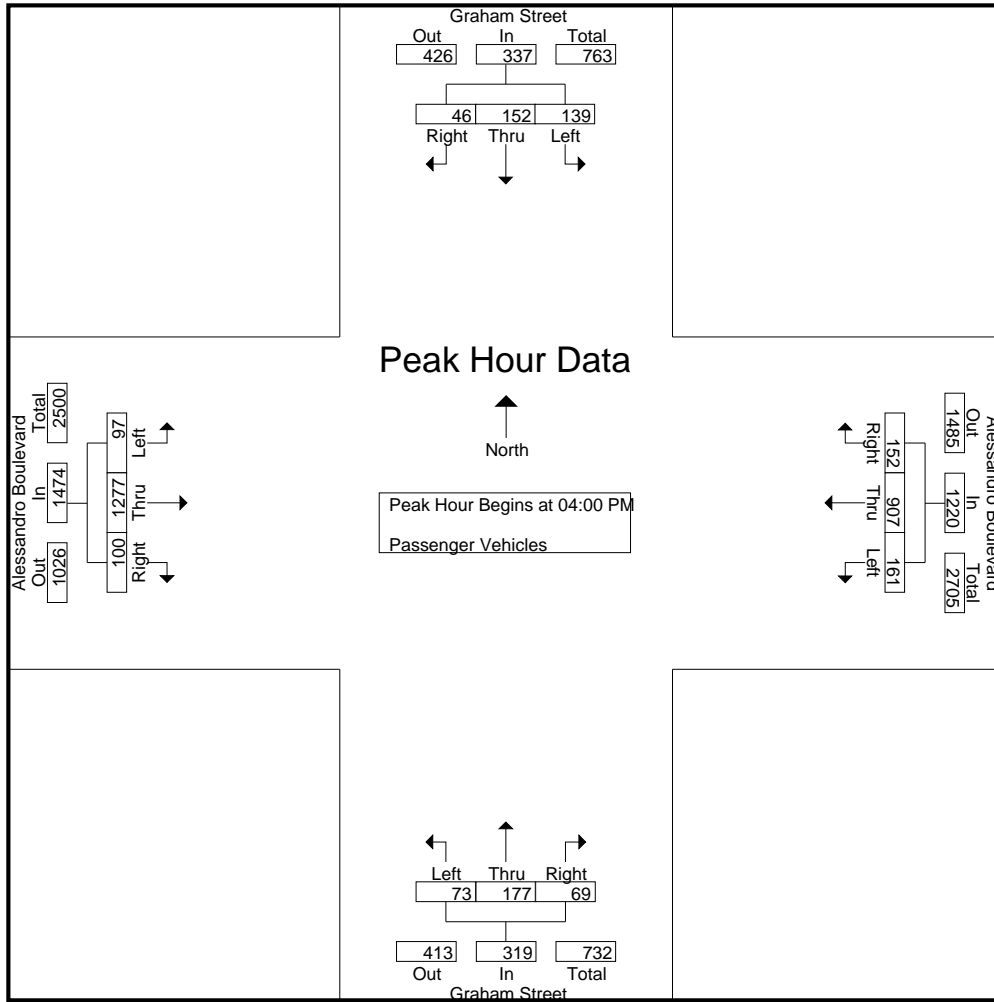 Graham Street
Out In Total
426 337 763
46 152 139
Right Thru Left
Peak Hour Data
North
Peak Hour Begins at 04:00 PM
Passenger Vehicles
Alessandro Boulevard
Out In Total
1026 1474 2500
100 1277 97
Right Thru Left
Alessandro Boulevard
Out In Total
1485 1220 2705
152 907 161
Right Thru Left
Left Thru Right
73 177 69
413 319 732
Out In Total
Graham Street